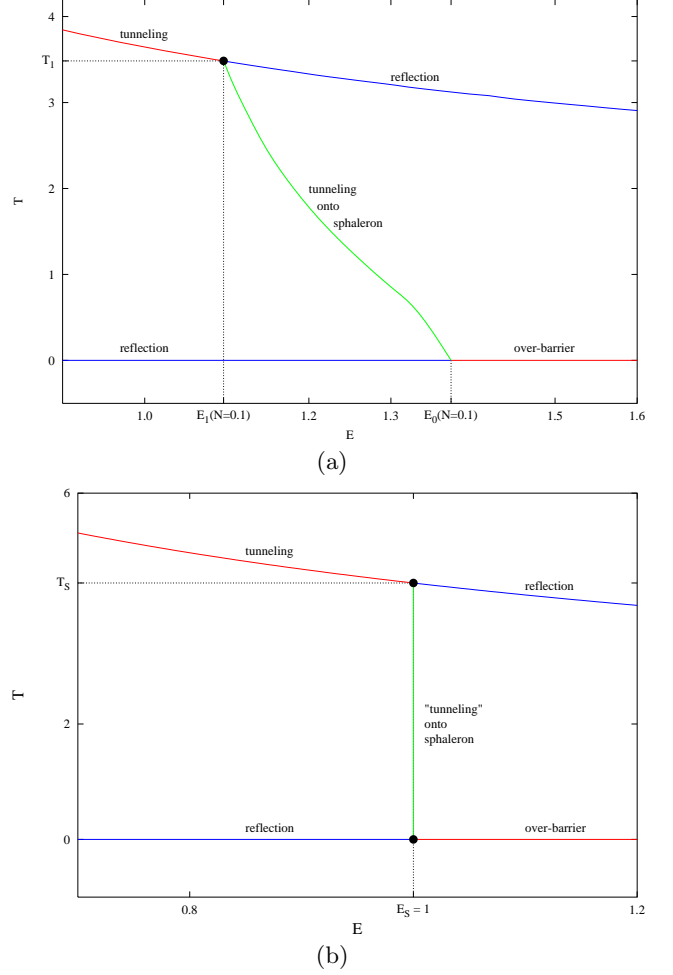 4
tunneling
T1
reflection
3
T
2
tunneling
onto
sphaleron
1
reflection
over-barrier
0
1.0
E1(N=0.1)
1.2
1.3
E0(N=0.1)
1.5
1.6
E
(a)
6
tunneling
TS
reflection
T
"tunneling"
onto
sphaleron
2
reflection
over-barrier
0
0.8
ES = 1
1.2
E
(b)